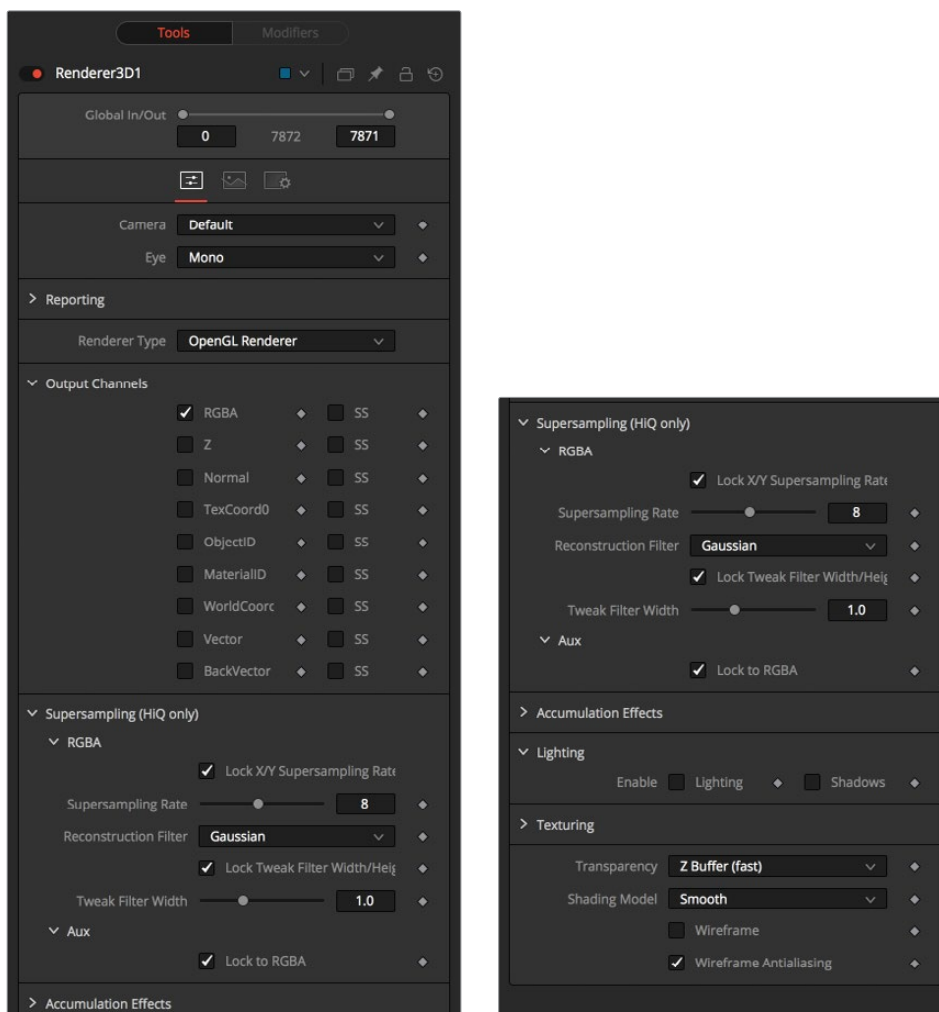 Tools Modifiers
Renderer3D1
Global In/Out
0 7872 7871
Camera Default
Eye Mono
Reporting
Renderer Type OpenGL Renderer
Output Channels
RGBA SS
Z SS
Normal SS
TexCoord0 SS
ObjectID SS
MaterialID SS
WorldCoorc SS
Vector SS
BackVector SS
Supersampling (HiQ only)
RGBA
Lock X/Y Supersampling Rate
Supersampling Rate 8
Reconstruction Filter Gaussian
Lock Tweak Filter Width/Heig
Tweak Filter Width 1.0
Aux
Lock to RGBA
Accumulation Effects
Supersampling (HiQ only)
RGBA
Lock X/Y Supersampling Rate
Supersampling Rate 8
Reconstruction Filter Gaussian
Lock Tweak Filter Width/Heig
Tweak Filter Width 1.0
Aux
Lock to RGBA
Accumulation Effects
Lighting
Enable Lighting Shadows
Texturing
Transparency Z Buffer (fast)
Shading Model Smooth
Wireframe
Wireframe Antialiasing